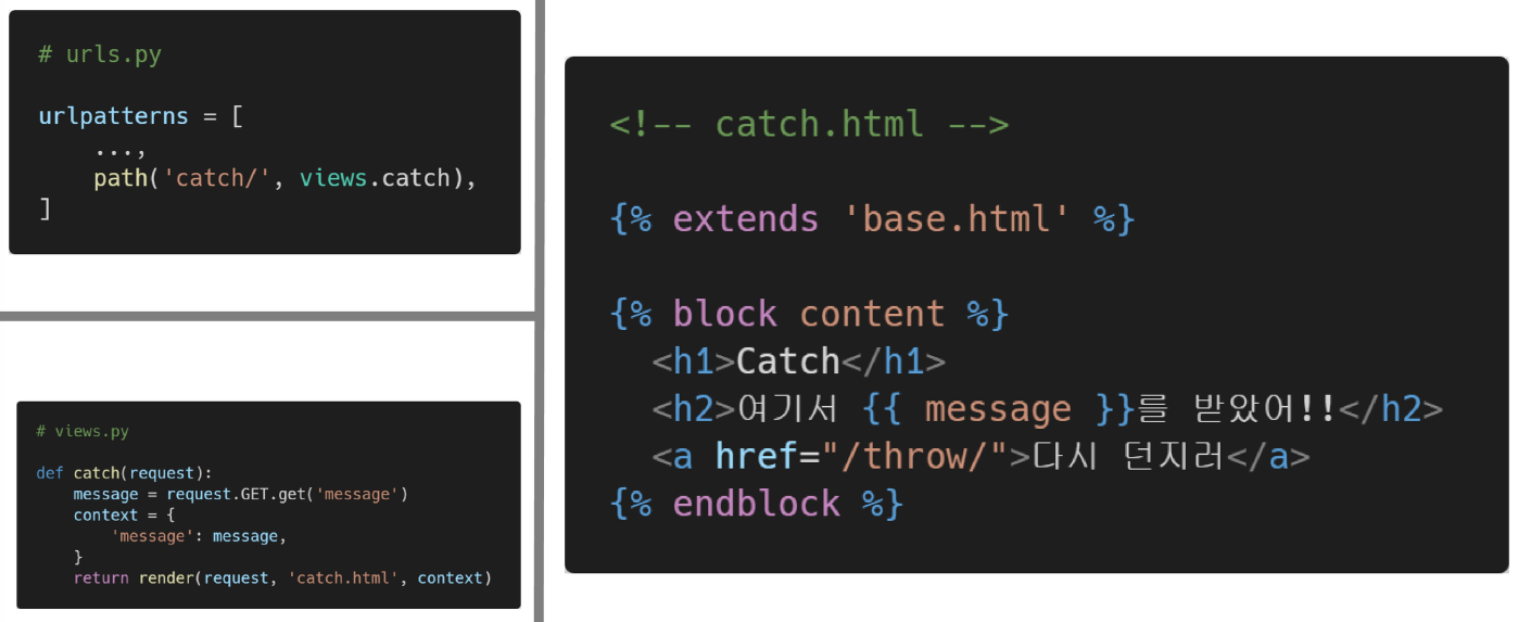 # urls.py
urlpatterns = [
    ...,
    path('catch/', views.catch),
]
# views.py
def catch(request):
    message = request.GET.get('message')
    context = {
        'message': message,
    }
    return render(request, 'catch.html', context)
<!-- catch.html -->
{% extends 'base.html' %}
{% block content %}
  <h1>Catch</h1>
  <h2>여기서 {{ message }}를 받았어!!</h2>
  <a href="/throw/">다시 던지러</a>
{% endblock %}